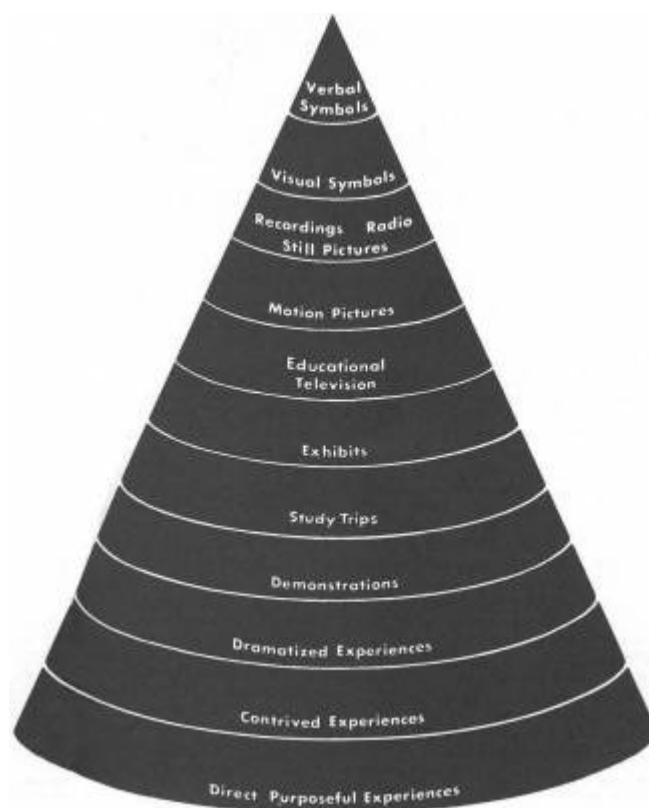 Verbal
Symbols
Visual Symbols
Recordings Radio
Still Pictures
Motion Pictures
Educational
Television
Exhibits
Study Trips
Demonstrations
Dramatized Experiences
Contrived Experiences
Direct Purposeful Experiences